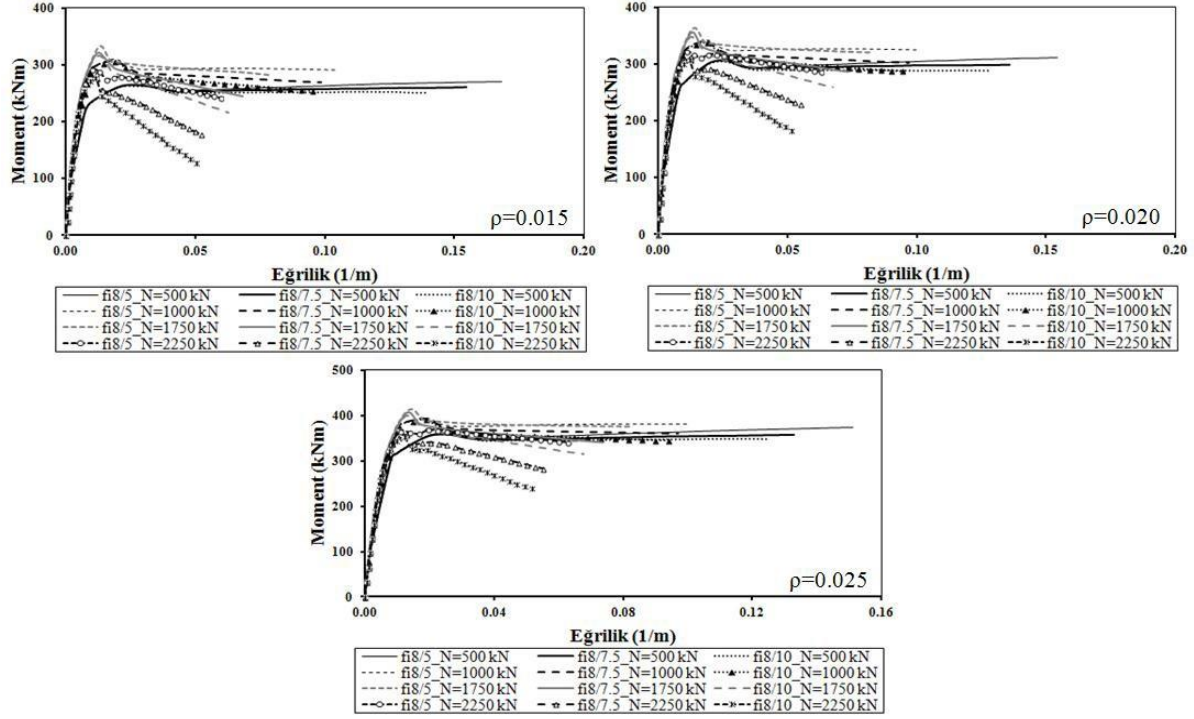 Moment (kNm)
400
300
200
100
0
0.00 0.05 0.10 0.15 0.20
ρ=0.015
Eğrilik (1/m)
fi8/5_N=500 kN fi8/7.5_N=500 kN fi8/10_N=500 kN
fi8/5_N=1000 kN fi8/7.5_N=1000 kN fi8/10_N=1000 kN
fi8/5_N=1750 kN fi8/7.5_N=1750 kN fi8/10_N=1750 kN
fi8/5_N=2250 kN fi8/7.5_N=2250 kN fi8/10_N=2250 kN
Moment (kNm)
400
300
200
100
0
0.00 0.05 0.10 0.15 0.20
ρ=0.020
Eğrilik (1/m)
fi8/5_N=500 kN fi8/7.5_N=500 kN fi8/10_N=500 kN
fi8/5_N=1000 kN fi8/7.5_N=1000 kN fi8/10_N=1000 kN
fi8/5_N=1750 kN fi8/7.5_N=1750 kN fi8/10_N=1750 kN
fi8/5_N=2250 kN fi8/7.5_N=2250 kN fi8/10_N=2250 kN
Moment (kNm)
500
400
300
200
100
0
0.00 0.04 0.08 0.12 0.16
ρ=0.025
Eğrilik (1/m)
fi8/5_N=500 kN fi8/7.5_N=500 kN fi8/10_N=500 kN
fi8/5_N=1000 kN fi8/7.5_N=1000 kN fi8/10_N=1000 kN
fi8/5_N=1750 kN fi8/7.5_N=1750 kN fi8/10_N=1750 kN
fi8/5_N=2250 kN fi8/7.5_N=2250 kN fi8/10_N=2250 kN